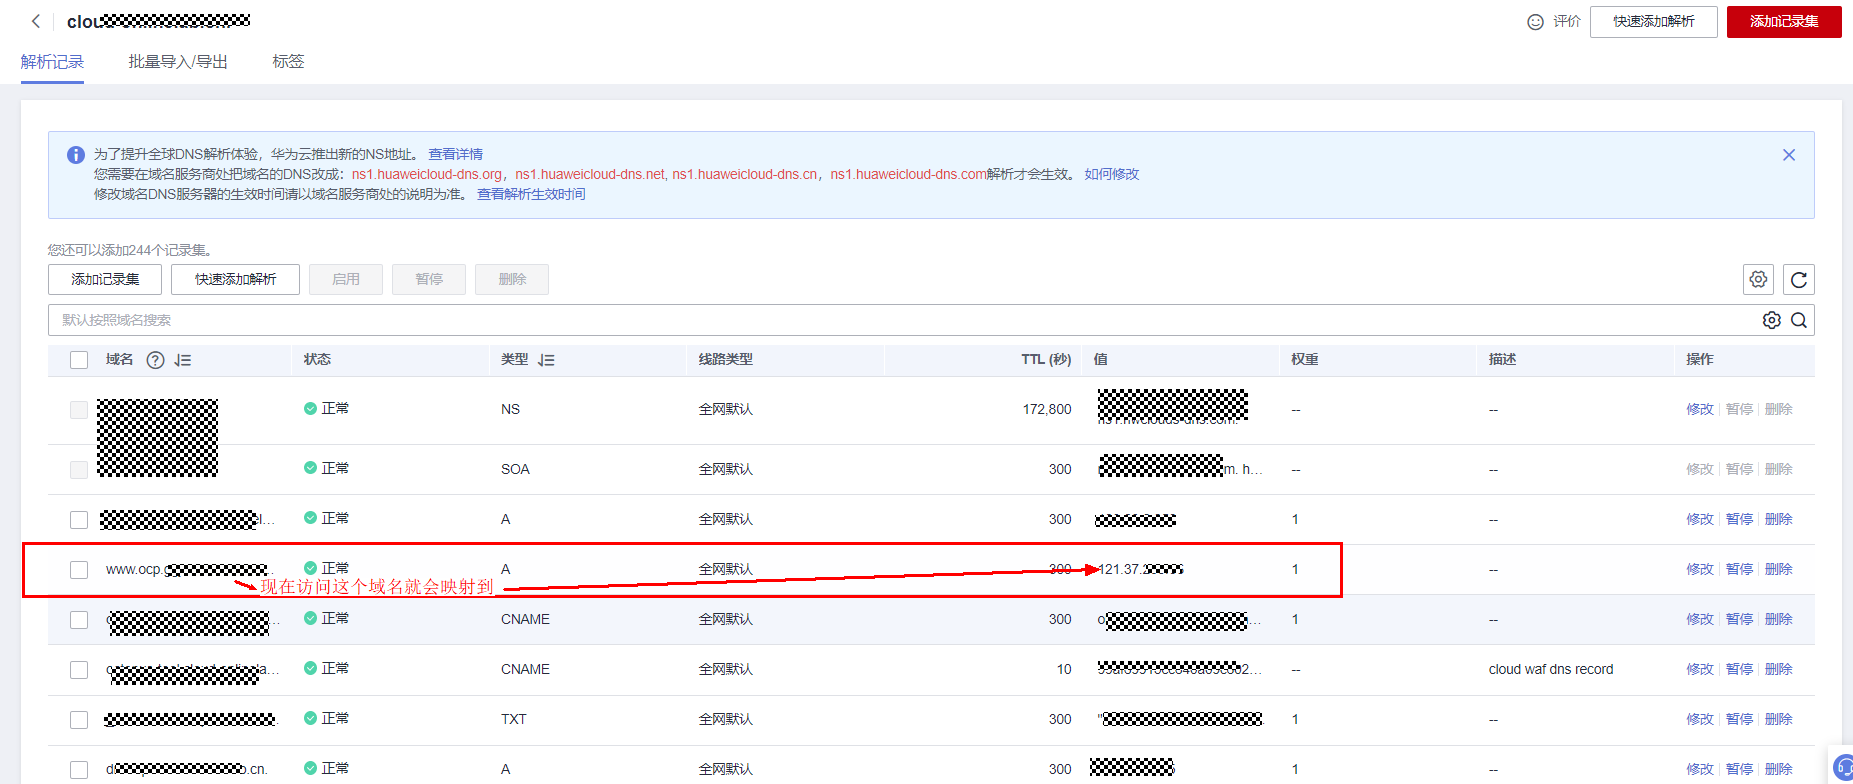 clou
评价
快速添加解析
添加记录集
解析记录
批量导入/导出
标签
为了提升全球DNS解析体验，华为云推出新的NS地址。 查看详情
您需要在域名服务商处把域名的DNS改成：ns1.huaweicloud-dns.org，ns1.huaweicloud-dns.net, ns1.huaweicloud-dns.cn，ns1.huaweicloud-dns.com解析才会生效。 如何修改
修改域名DNS服务器的生效时间请以域名服务商处的说明为准。 查看解析生效时间
您还可以添加244个记录集。
添加记录集 快速添加解析 启用 暂停 删除
默认按照域名搜索
域名 状态 类型 线路类型 TTL (秒) 值 权重 描述 操作
正常 NS 全网默认 172,800 ns1.hwclouds-dns.com. -- -- 修改 暂停 删除
正常 SOA 全网默认 300 m. h... -- -- 修改 暂停 删除
el... 正常 A 全网默认 300 1 -- 修改 暂停 删除
www.ocp.g 正常 A 全网默认 300 121.37. 1 -- 修改 暂停 删除
现在访问这个域名就会映射到
... 正常 CNAME 全网默认 300 o ... 1 -- 修改 暂停 删除
a... 正常 CNAME 全网默认 10 2... -- cloud waf dns record 修改 暂停 删除
正常 TXT 全网默认 300 " 1 -- 修改 暂停 删除
d o.cn. 正常 A 全网默认 300 1 -- 修改 暂停 删除